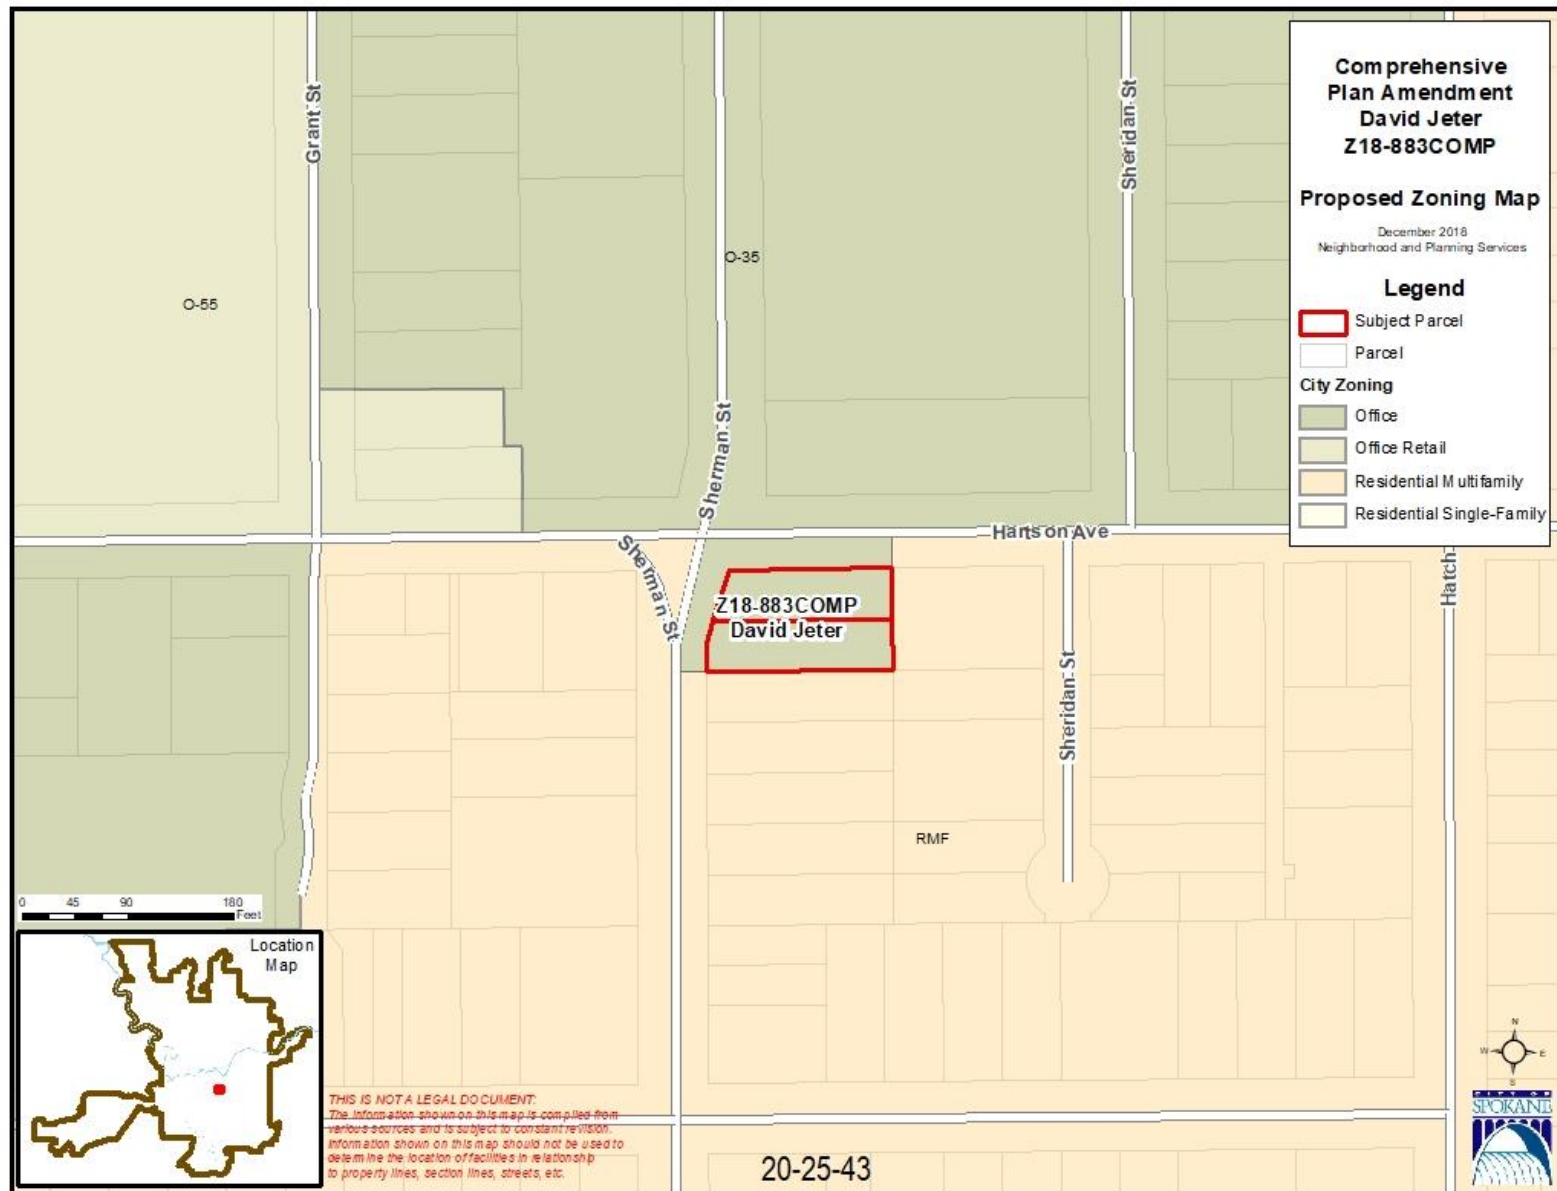 Comprehensive
Plan Amendment
David Jeter
Z18-883COMP
Proposed Zoning Map
December 2018
Neighborhood and Planning Services
Legend
Subject Parcel
Parcel
City Zoning
Office
Office Retail
Residential Multifamily
Residential Single-Family
Grant St
Sherman St
Sheridan St
O-35
O-55
Hartson Ave
Sherman St
Z18-883COMP
David Jeter
Sheridan St
Hatch
RMF
0 45 90 180
Feet
Location
Map
THIS IS NOT A LEGAL DOCUMENT:
The information shown on this map is compiled from
various sources and is subject to constant revision.
Information shown on this map should not be used to
determine the location of facilities in relationship
to property lines, section lines, streets, etc.
20-25-43
N
W E
S
CITY OF
SPOKANE